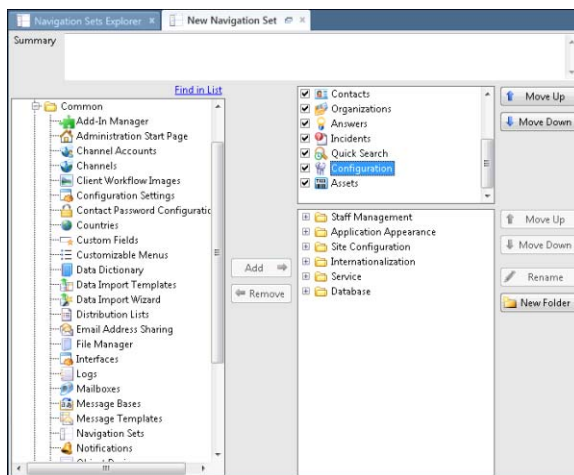 Navigation Sets Explorer
New Navigation Set
Summary
Find in List
Common
Add-In Manager
Administration Start Page
Channel Accounts
Channels
Client Workflow Images
Configuration Settings
Contact Password Configuratic
Countries
Custom Fields
Customizable Menus
Data Dictionary
Data Import Templates
Data Import Wizard
Distribution Lists
Email Address Sharing
File Manager
Interfaces
Logs
Mailboxes
Message Bases
Message Templates
Navigation Sets
Notifications
Add
Remove
Contacts
Organizations
Answers
Incidents
Quick Search
Configuration
Assets
Move Up
Move Down
Staff Management
Application Appearance
Site Configuration
Internationalization
Service
Database
Move Up
Move Down
Rename
New Folder